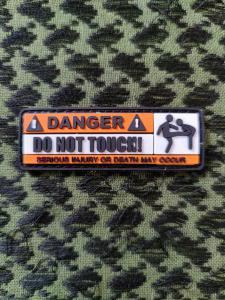 DANGER
DO NOT TOUCH!
SERIOUS INJURY OR DEATH MAY OCCUR